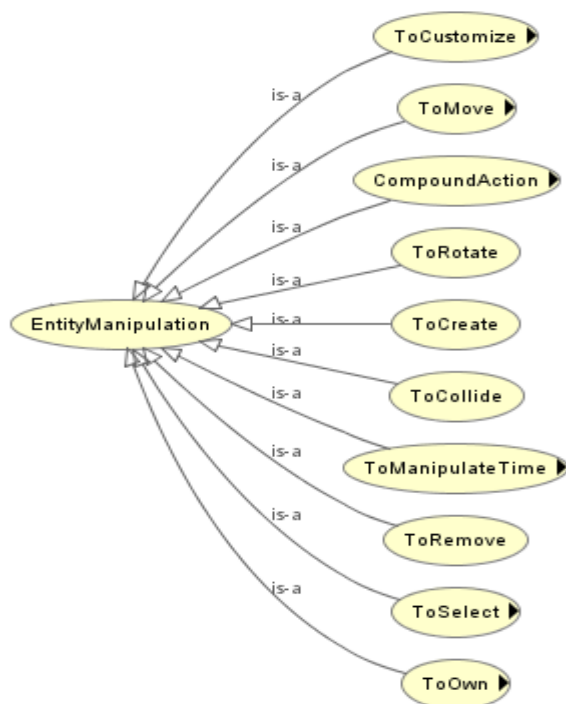 ToCustomize
is-a
ToMove
is-a
CompoundAction
is-a
ToRotate
is-a
EntityManipulation
is-a
ToCreate
is-a
ToCollide
is-a
ToManipulateTime
is-a
ToRemove
is-a
ToSelect
is-a
ToOwn